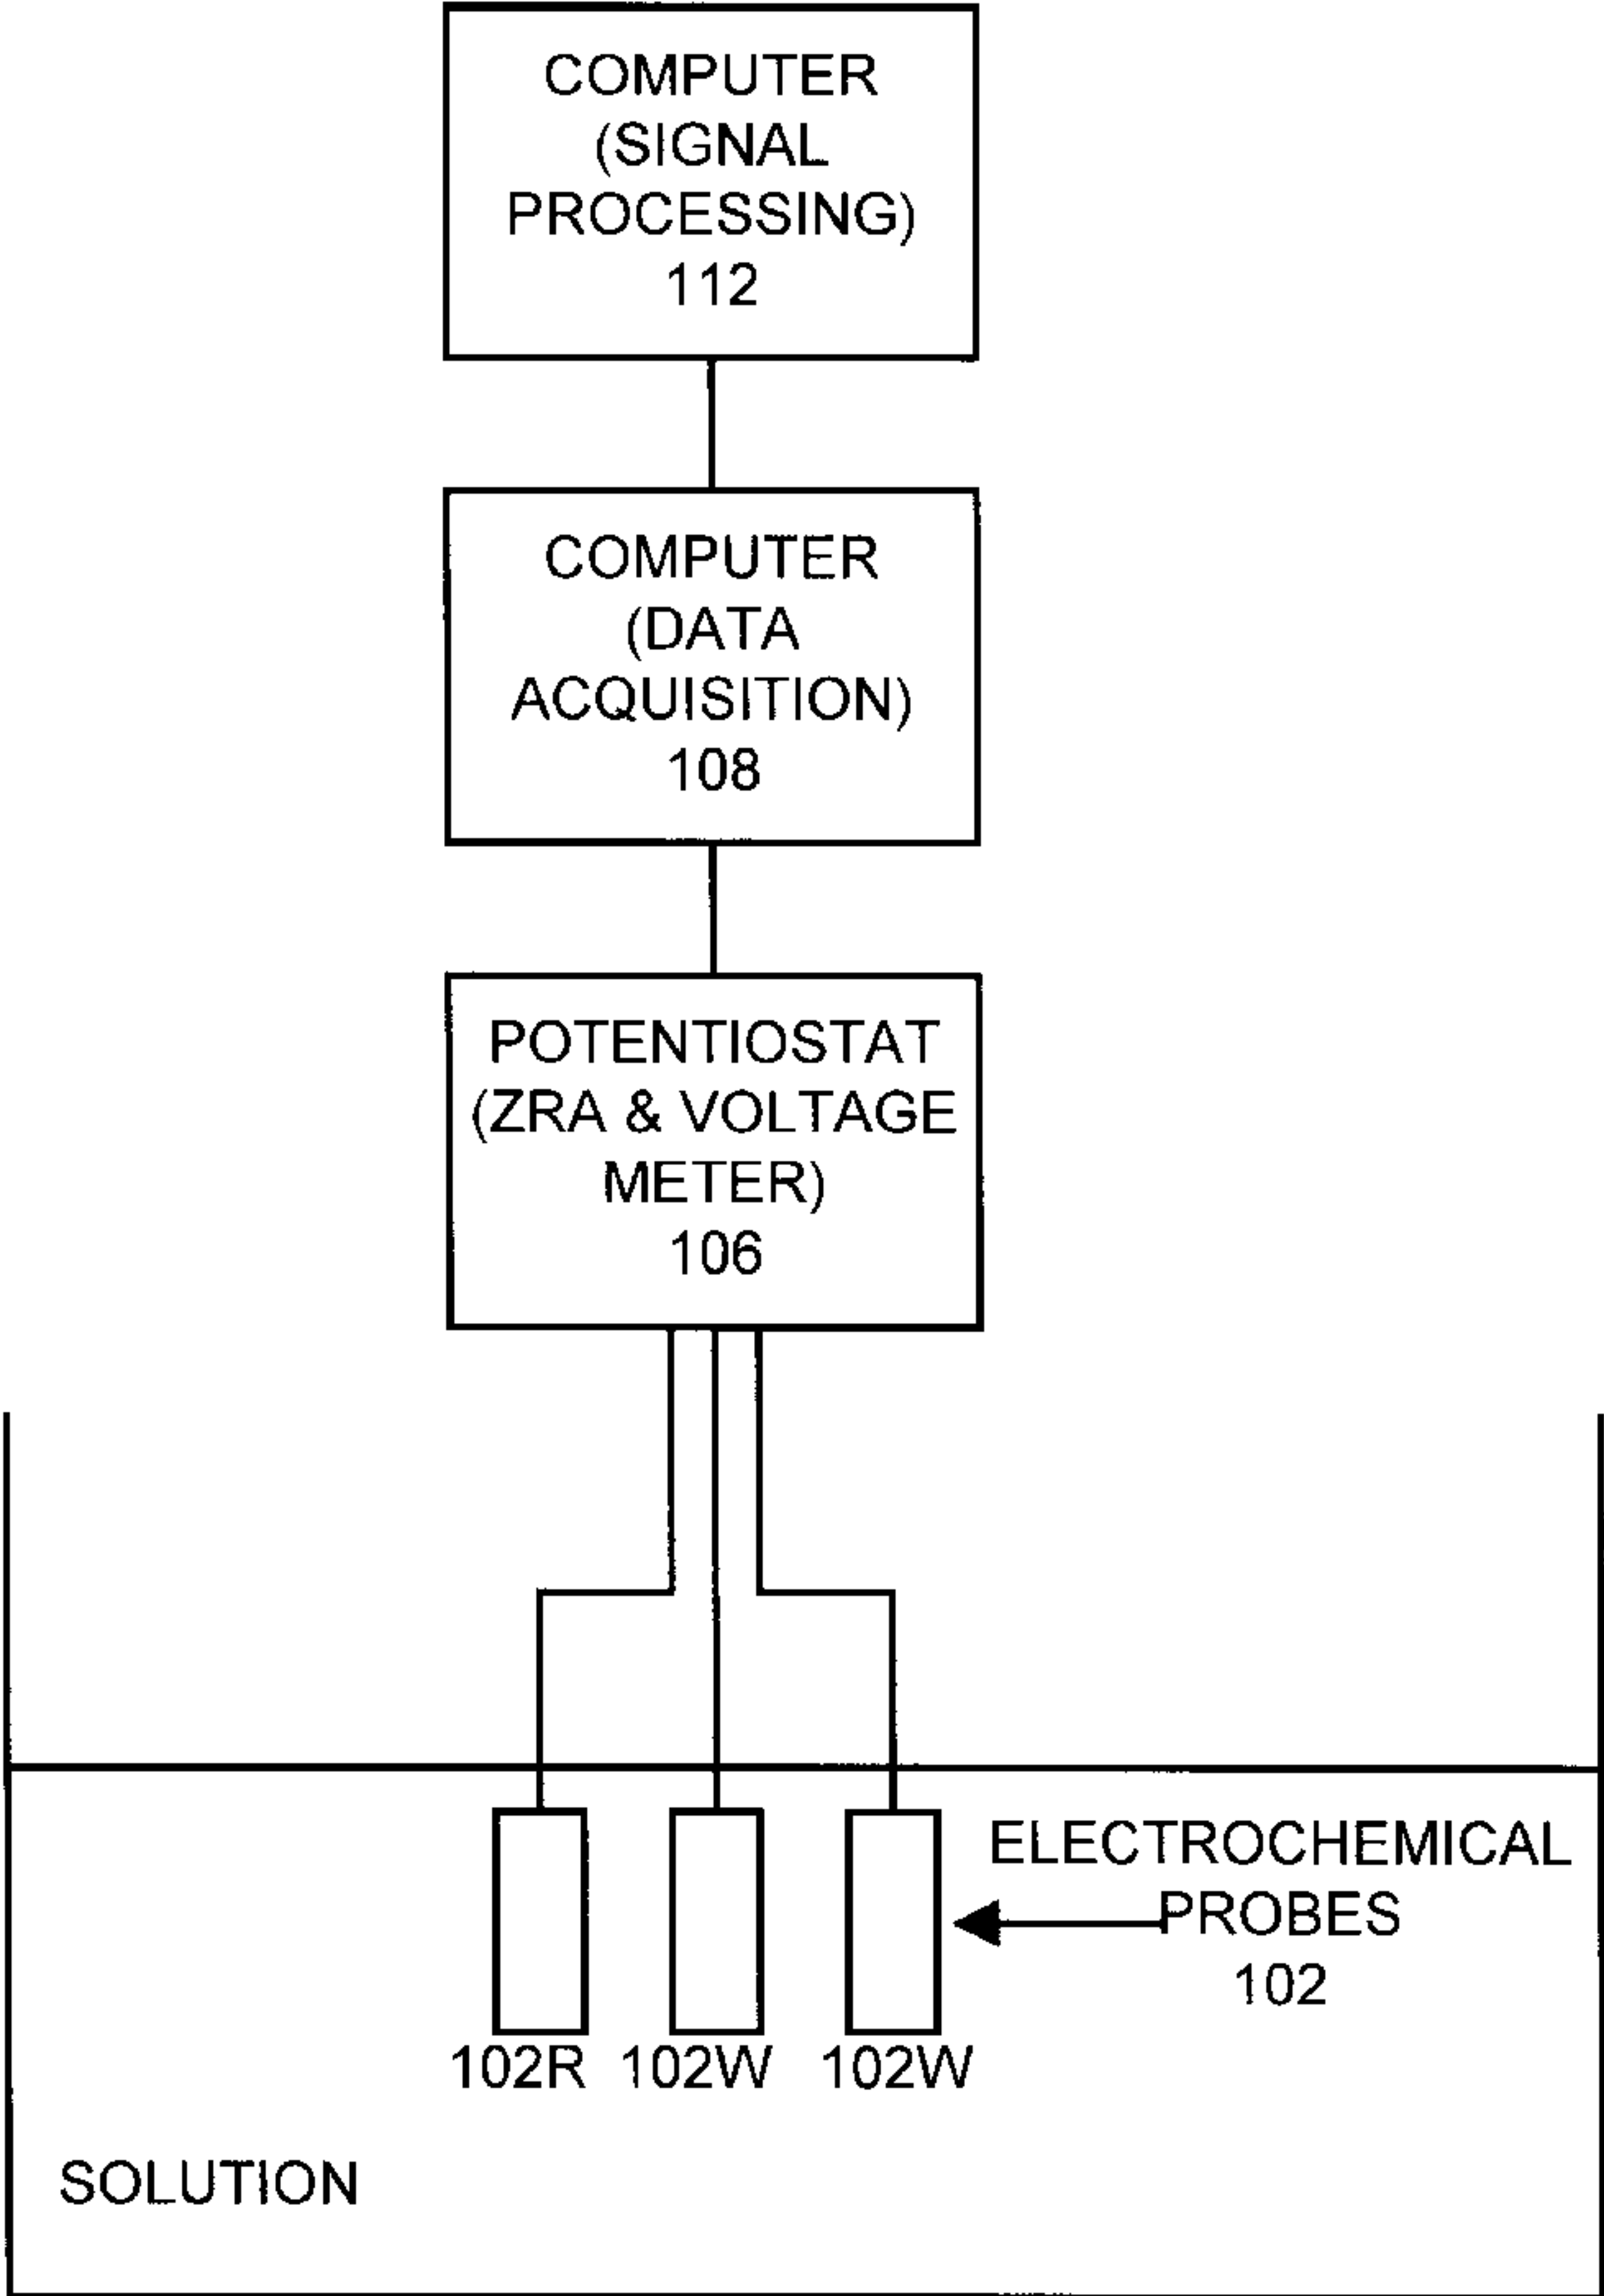 COMPUTER
(SIGNAL
PROCESSING)
112
COMPUTER
(DATA
ACQUISITION)
108
POTENTIOSTAT
(ZRA & VOLTAGE
METER)
106
ELECTROCHEMICAL
PROBES
102
102R 102W 102W
SOLUTION